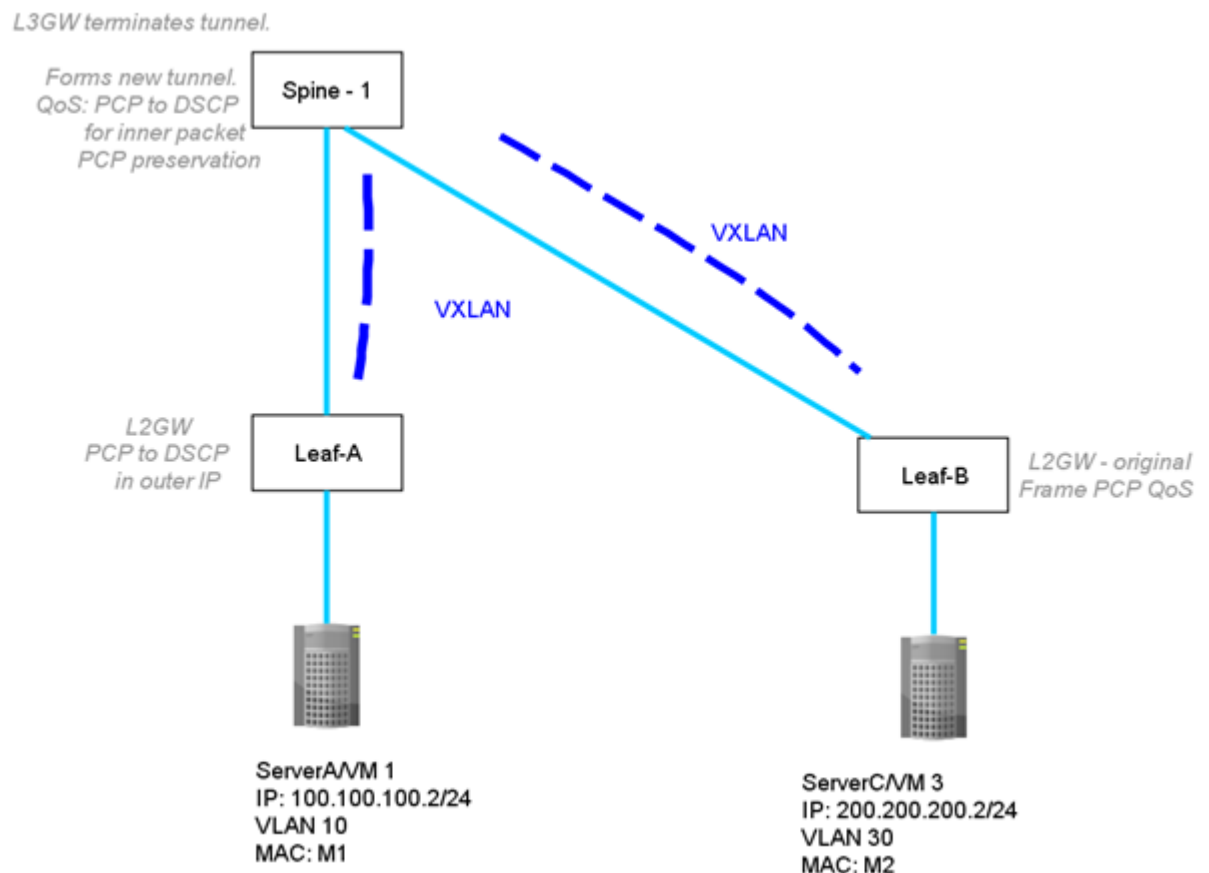 L3GW terminates tunnel.
Forms new tunnel.
QoS: PCP to DSCP
for inner packet
PCP preservation
Spine - 1
VXLAN
VXLAN
L2GW
PCP to DSCP
in outer IP
Leaf-A
Leaf-B
L2GW - original
Frame PCP QoS
ServerA/VM 1
IP: 100.100.100.2/24
VLAN 10
MAC: M1
ServerC/VM 3
IP: 200.200.200.2/24
VLAN 30
MAC: M2